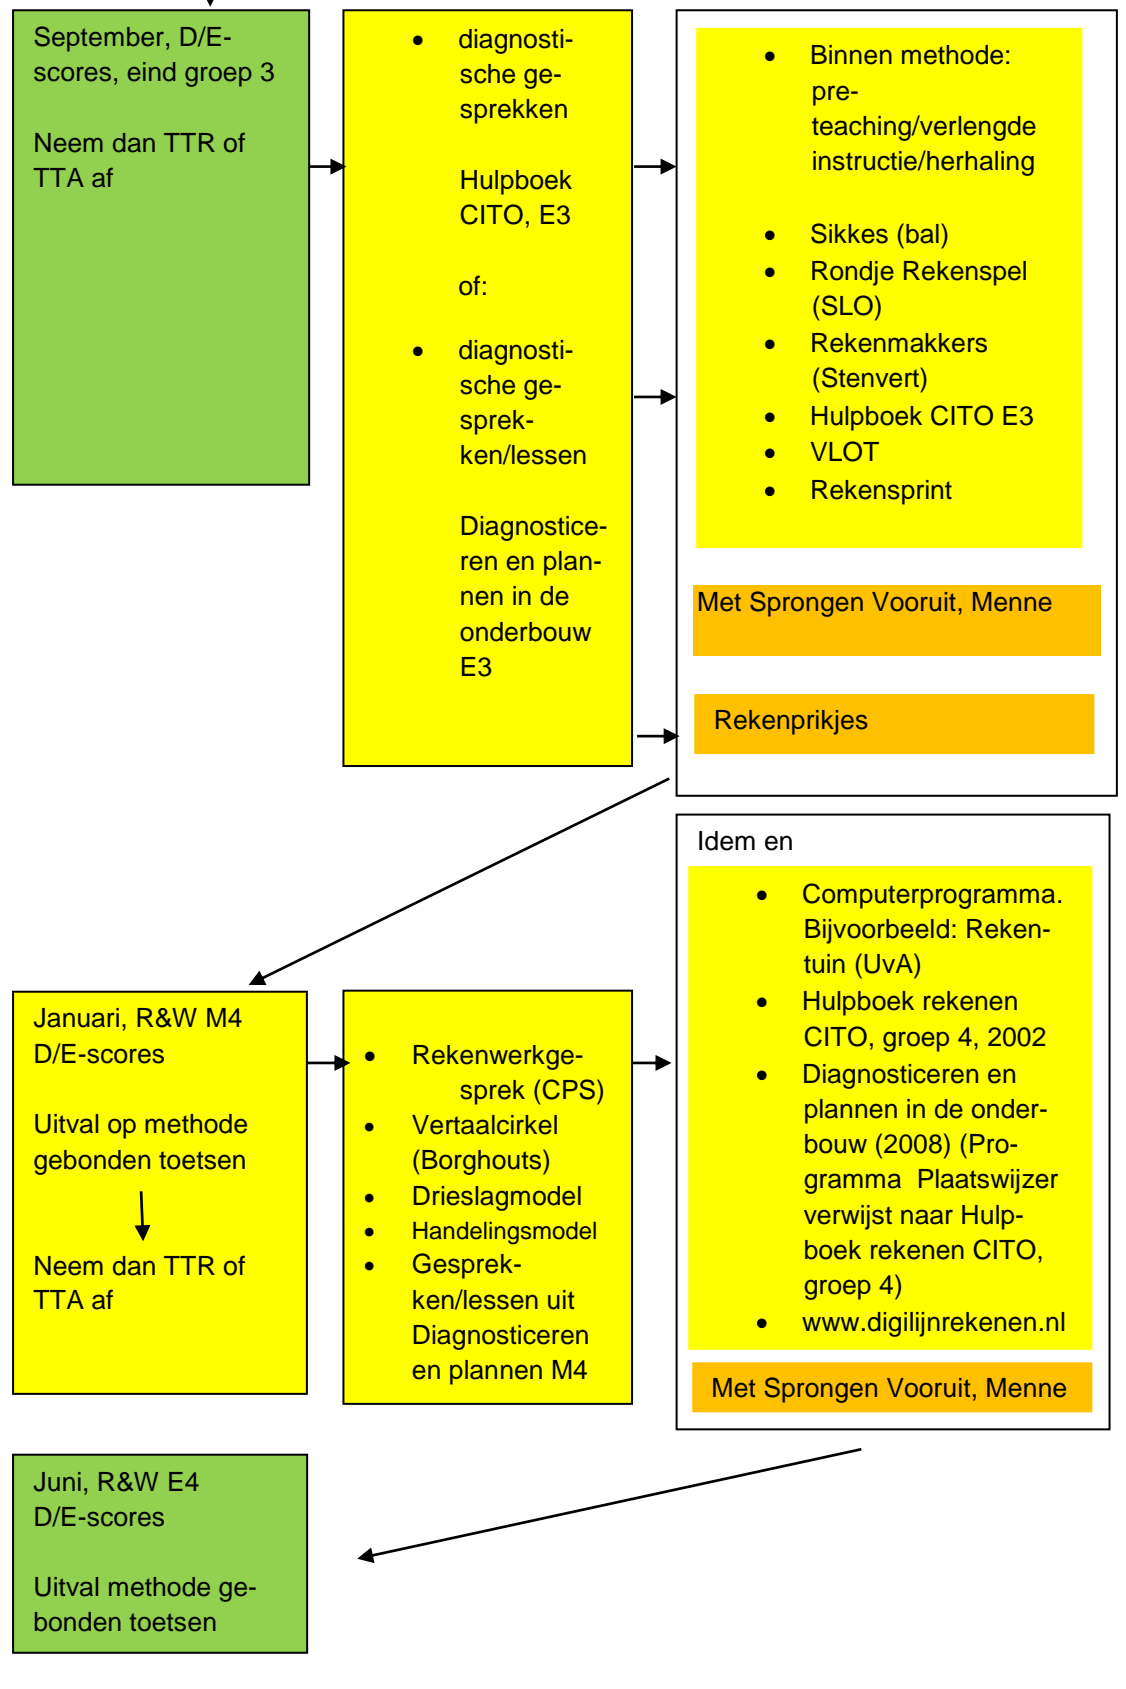 September, D/E-
scores, eind groep 3
Neem dan TTR of
TTA af
• diagnosti-
sche ge-
sprekken
Hulpboek
CITO, E3
of:
• diagnosti-
sche ge-
sprek-
ken/lessen
Diagnostice-
ren en plan-
nen in de
onderbouw
E3
• Binnen methode:
pre-
teaching/verlengde
instructie/herhaling
• Sikkes (bal)
• Rondje Rekenspel
(SLO)
• Rekenmakkers
(Stenvert)
• Hulpboek CITO E3
• VLOT
• Rekensprint
Met Sprongen Vooruit, Menne
Rekenprikjes
Januari, R&W M4
D/E-scores
Uitval op methode
gebonden toetsen
Neem dan TTR of
TTA af
• Rekenwerkge-
sprek (CPS)
• Vertaalcirkel
(Borghouts)
• Drieslagmodel
• Handelingsmodel
• Gesprek-
ken/lessen uit
Diagnosticeren
en plannen M4
Idem en
• Computerprogramma.
Bijvoorbeeld: Reken-
tuin (UvA)
• Hulpboek rekenen
CITO, groep 4, 2002
• Diagnosticeren en
plannen in de onder-
bouw (2008) (Pro-
gramma  Plaatswijzer
verwijst naar Hulp-
boek rekenen CITO,
groep 4)
• www.digilijnrekenen.nl
Met Sprongen Vooruit, Menne
Juni, R&W E4
D/E-scores
Uitval methode ge-
bonden toetsen